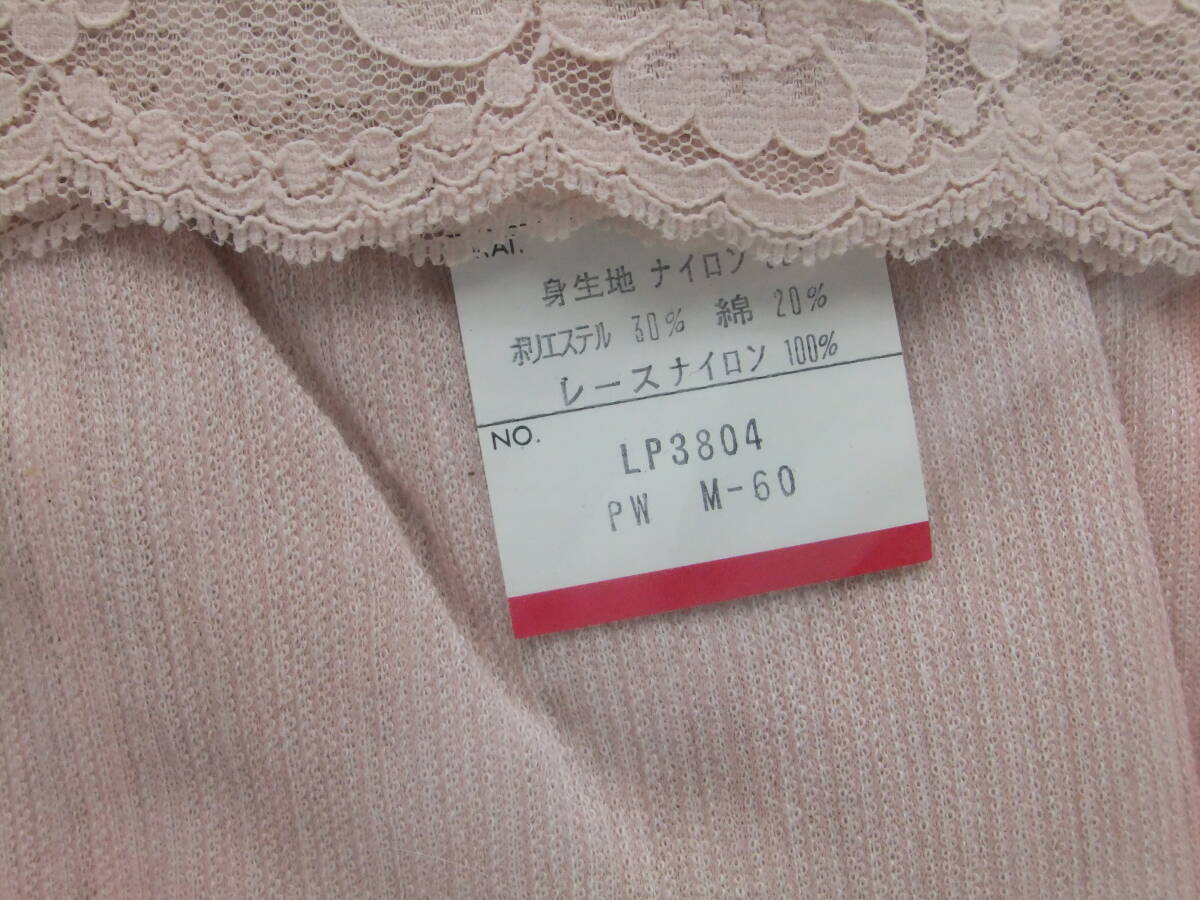 身生地 ナイロン
ポリエステル 30% 綿 20%
レースナイロン 100%
NO.
LP3804
PW M-60